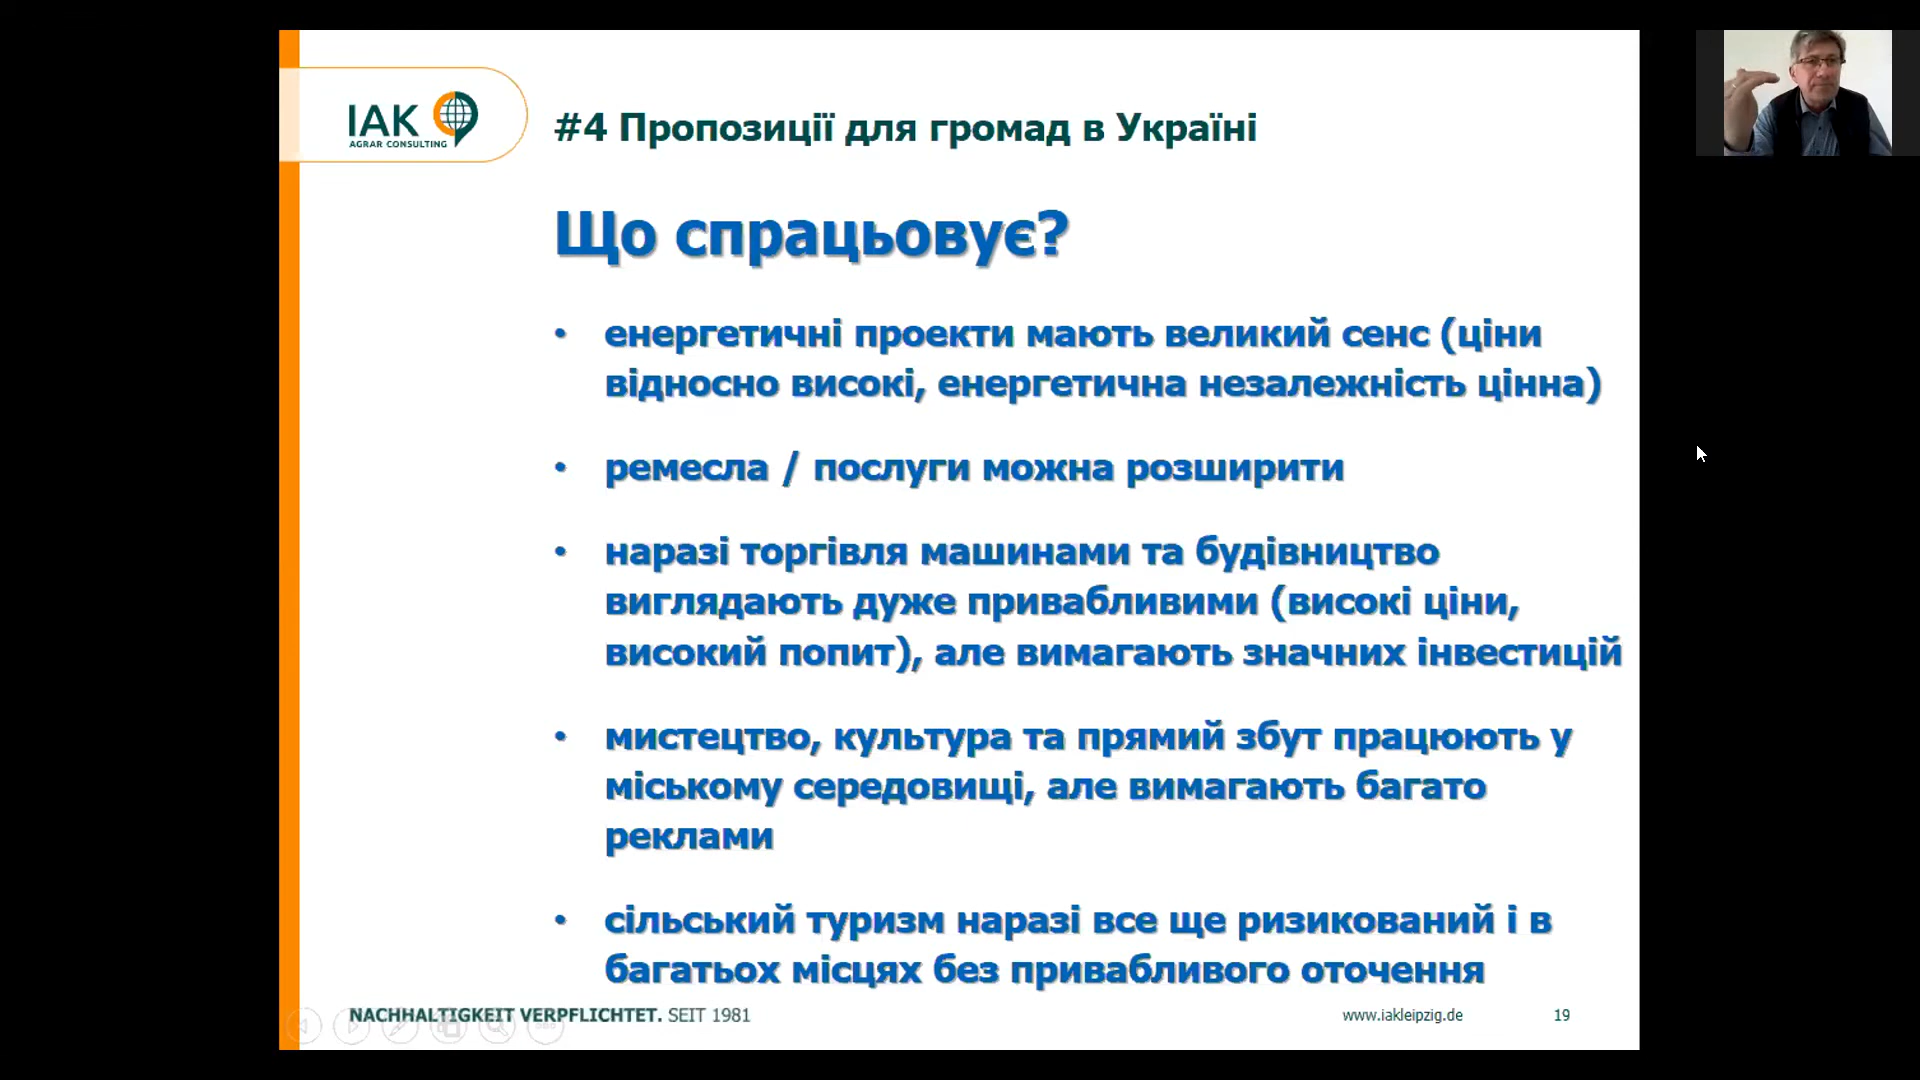 IAK
AGRAR CONSULTING
#4 Пропозиції для громад в Україні
Що спрацьовує?
• енергетичні проекти мають великий сенс (ціни
відносно високі, енергетична незалежність цінна)
• ремесла / послуги можна розширити
• наразі торгівля машинами та будівництво
виглядають дуже привабливими (високі ціни,
високий попит), але вимагають значних інвестицій
• мистецтво, культура та прямий збут працюють у
міському середовищі, але вимагають багато
реклами
• сільський туризм наразі все ще ризикований і в
багатьох місцях без привабливого оточення
NACHHALTIGKEIT VERPFLICHTET. SEIT 1981
www.iakleipzig.de
19